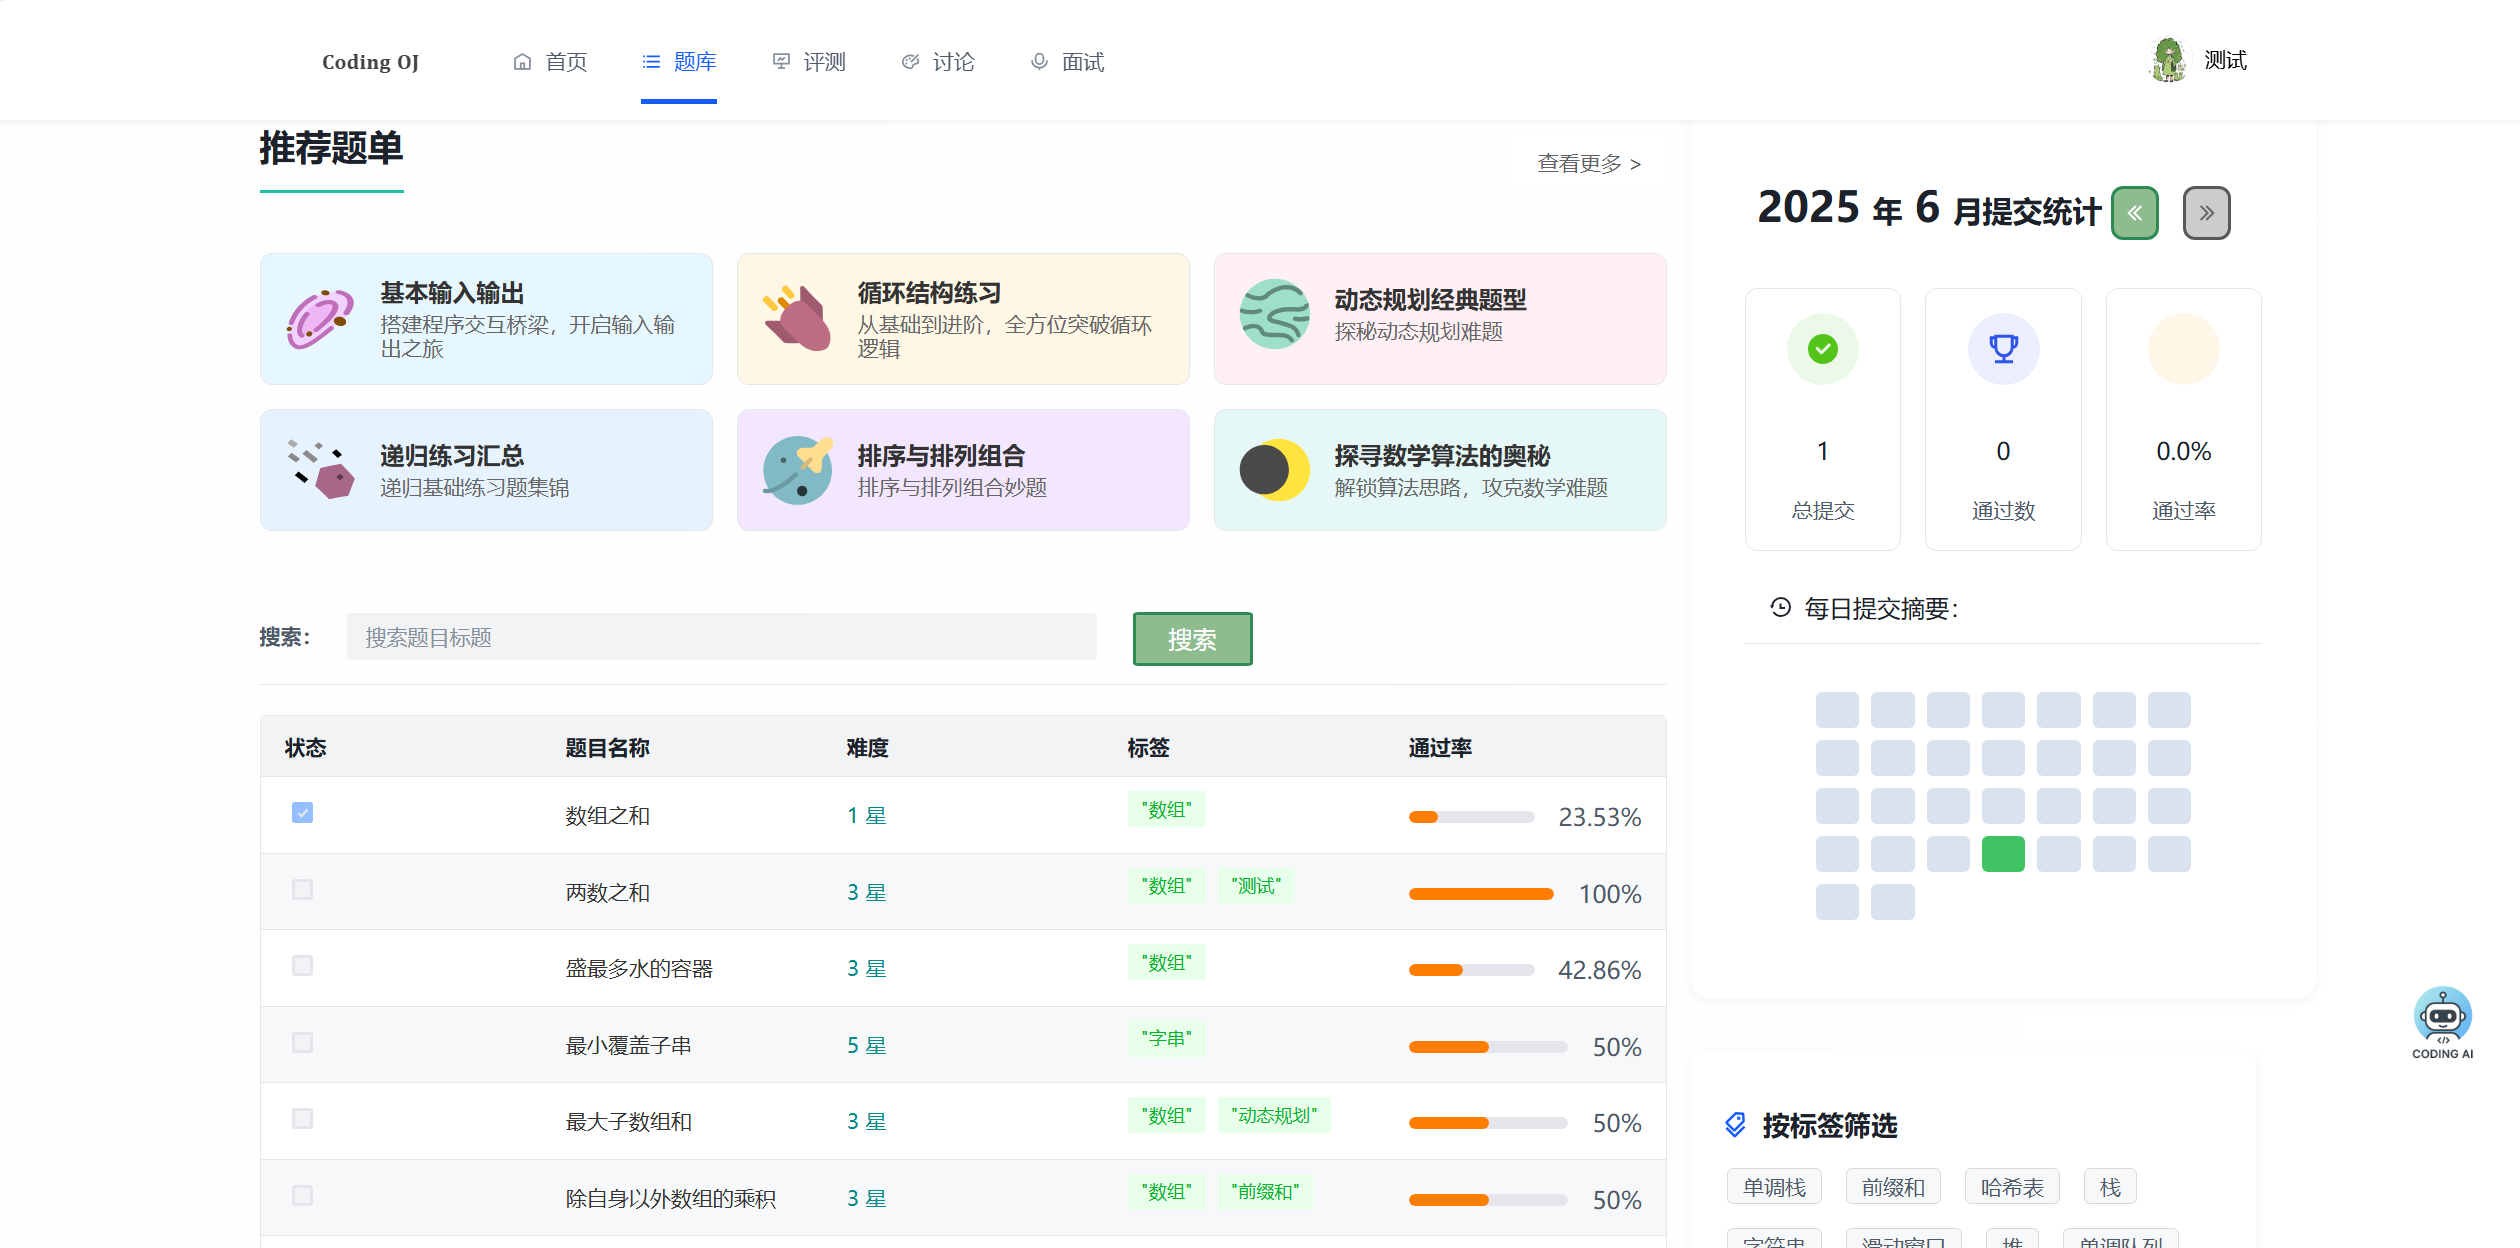 Coding OJ
首页
题库
评测
讨论
面试
测试
推荐题单
查看更多 >
基本输入输出
搭建程序交互桥梁，开启输入输
出之旅
循环结构练习
从基础到进阶，全方位突破循环
逻辑
动态规划经典题型
探秘动态规划难题
递归练习汇总
递归基础练习题集锦
排序与排列组合
排序与排列组合妙题
探寻数学算法的奥秘
解锁算法思路，攻克数学难题
搜索：
搜索题目标题
搜索
状态 题目名称 难度 标签 通过率
数组之和 1 星 "数组" 23.53%
两数之和 3 星 "数组" "测试" 100%
盛最多水的容器 3 星 "数组" 42.86%
最小覆盖子串 5 星 "字串" 50%
最大子数组和 3 星 "数组" "动态规划" 50%
除自身以外数组的乘积 3 星 "数组" "前缀和" 50%
2025 年 6 月提交统计
1
总提交
0
通过数
0.0%
通过率
每日提交摘要：
CODING AI
按标签筛选
单调栈 前缀和 哈希表 栈
字符串 滑动窗口 堆 单调队列